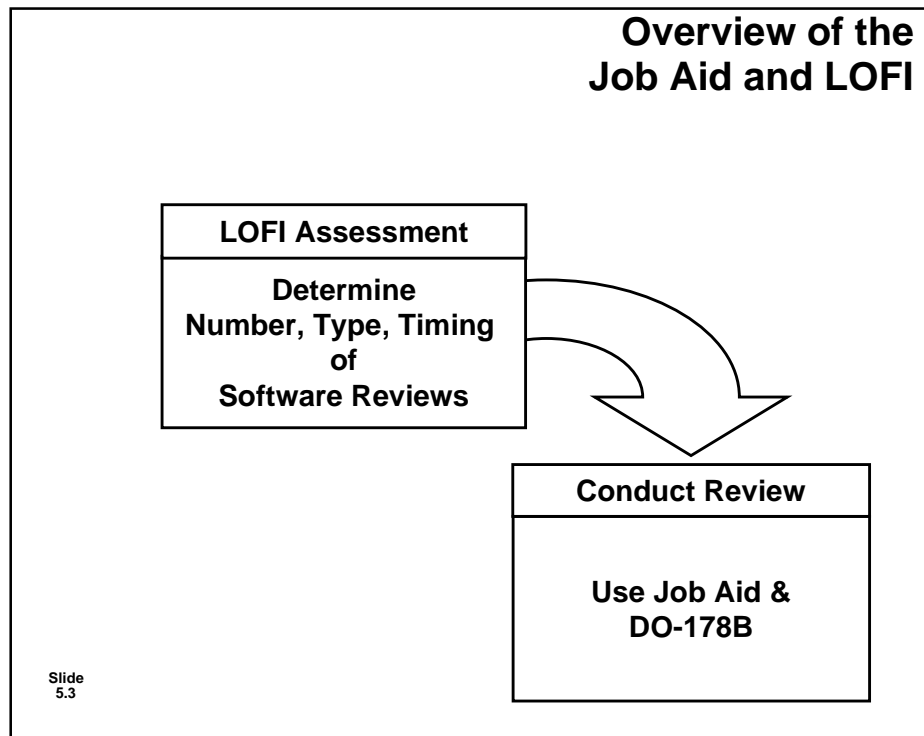 Overview of the
Job Aid and LOFI
LOFI Assessment
Determine
Number, Type, Timing
of
Software Reviews
Conduct Review
Use Job Aid &
DO-178B
Slide
5.3